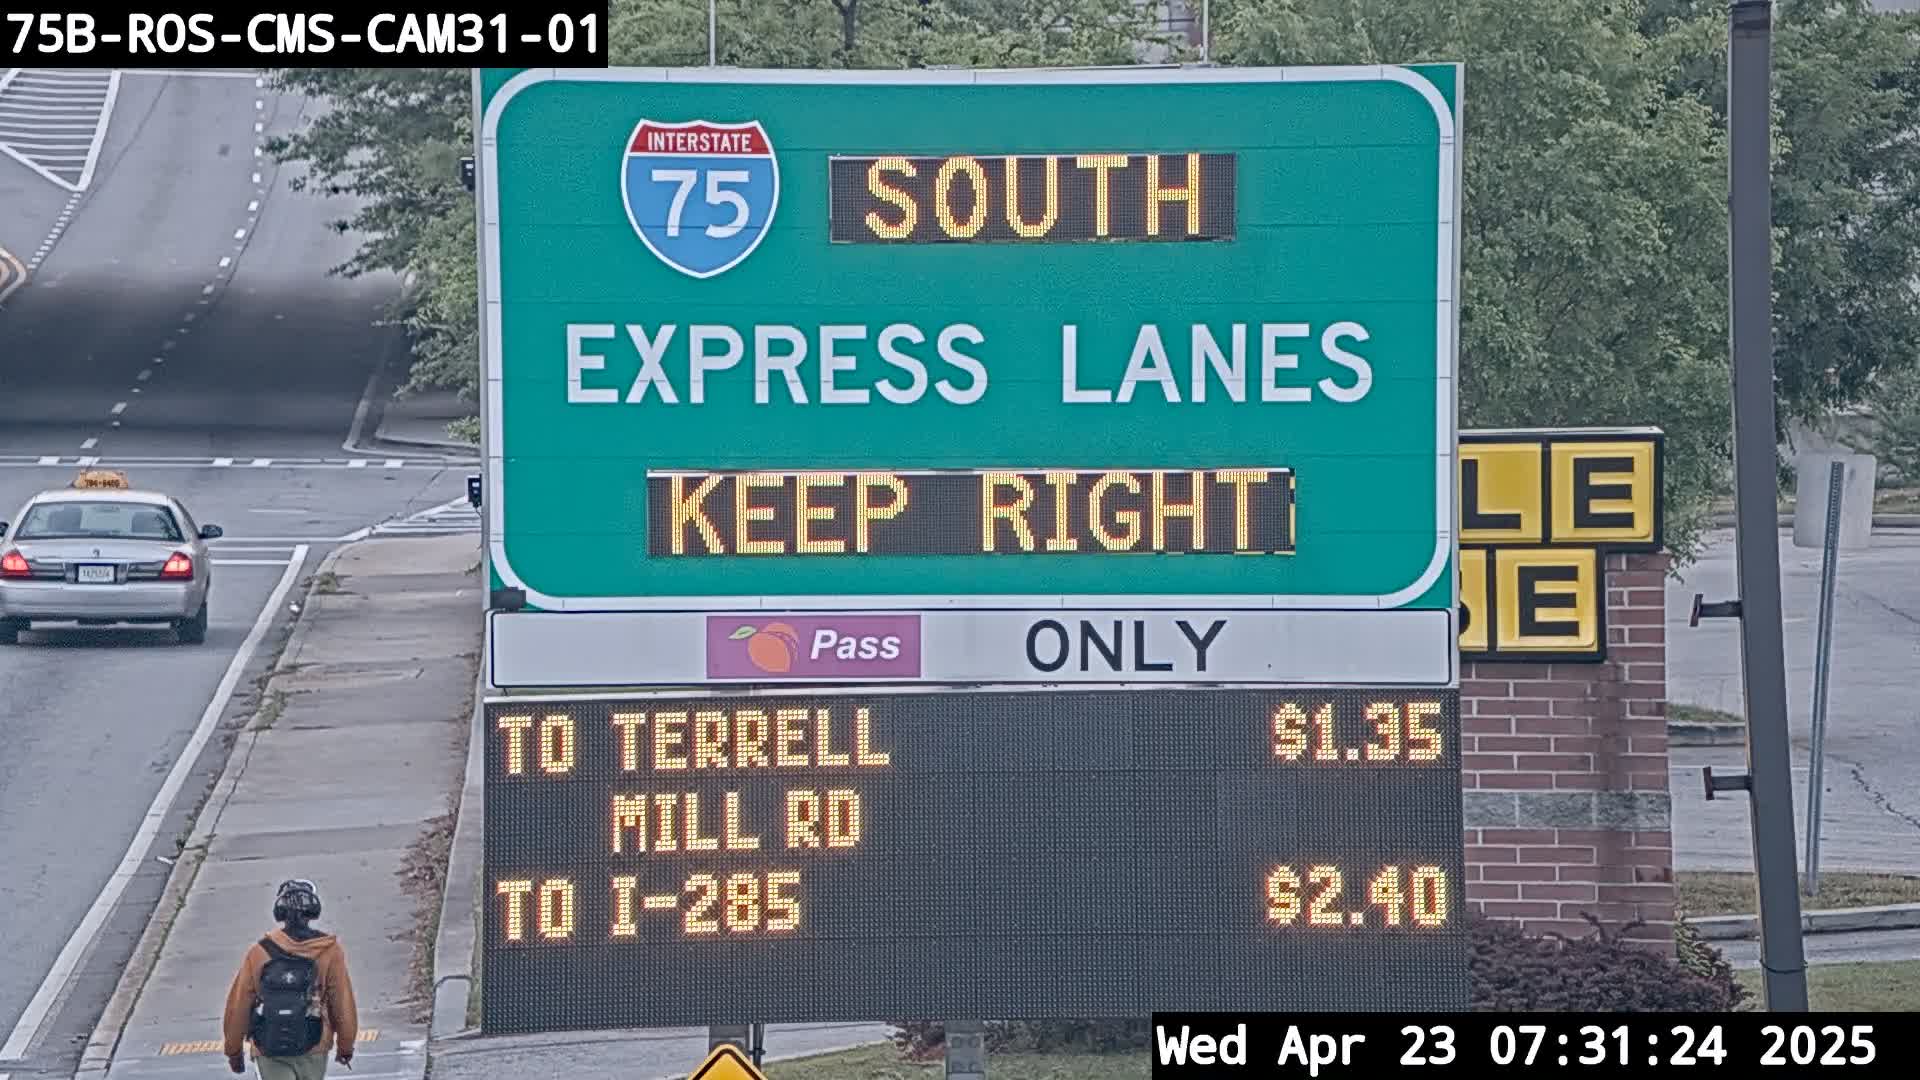 75B-ROS-CMS-CAM31-01
INTERSTATE
75
SOUTH
EXPRESS LANES
KEEP RIGHT
Pass ONLY
TO TERRELL $1.35
MILL RD
TO I-285 $2.40
LE
E
Wed Apr 23 07:31:24 2025